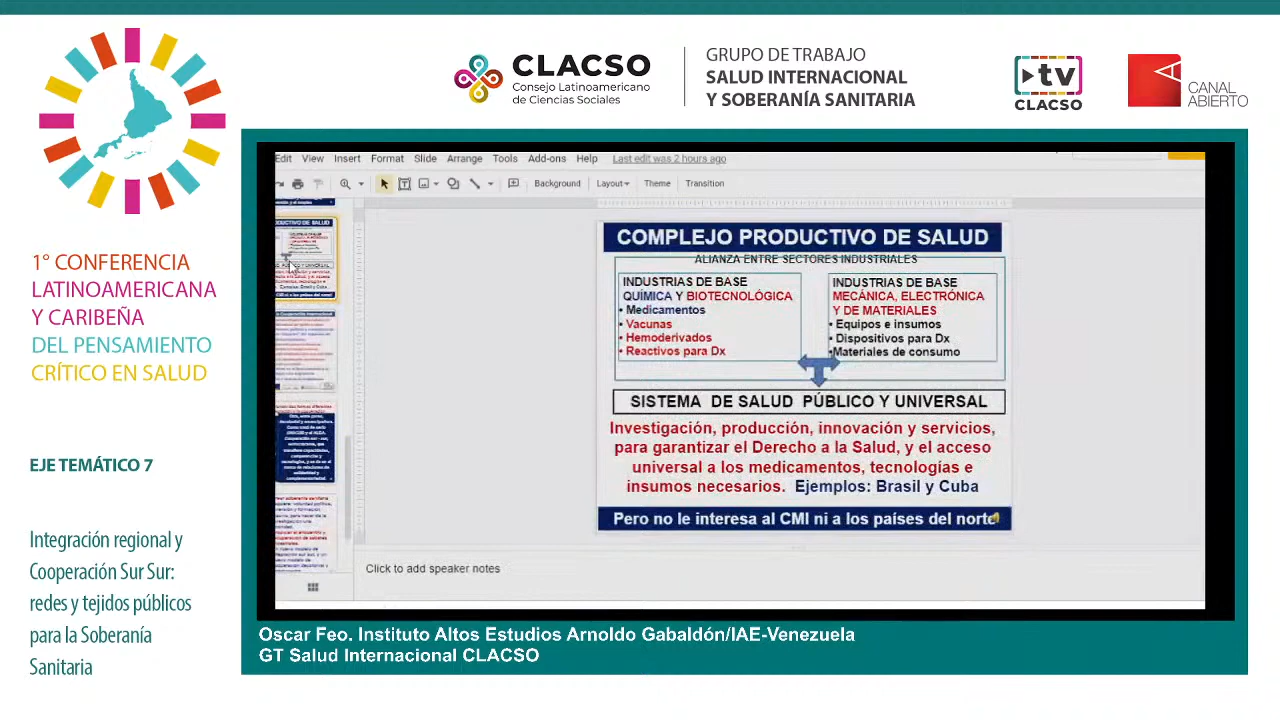 CLACSO
Consejo Latinoamericano
de Ciencias Sociales
GRUPO DE TRABAJO
SALUD INTERNACIONAL
Y SOBERANÍA SANITARIA
tv
CLACSO
CANAL
ABIERTO
1° CONFERENCIA
LATINOAMERICANA
Y CARIBEÑA
DEL PENSAMIENTO
CRÍTICO EN SALUD
EJE TEMÁTICO 7
Integración regional y
Cooperación Sur Sur:
redes y tejidos públicos
para la Soberanía
Sanitaria
Edit View Insert Format Slide Arrange Tools Add-ons Help Last edit was 2 hours ago
Background Layout Theme Transition
COMPLEJO PRODUCTIVO DE SALUD
ALIANZA ENTRE SECTORES INDUSTRIALES
INDUSTRIAS DE BASE
QUÍMICA Y BIOTECNOLÓGICA
• Medicamentos
• Vacunas
• Hemoderivados
• Reactivos para Dx
INDUSTRIAS DE BASE
MECÁNICA, ELECTRÓNICA
Y DE MATERIALES
• Equipos e insumos
• Dispositivos para Dx
•Materiales de consumo
SISTEMA DE SALUD PÚBLICO Y UNIVERSAL
Investigación, producción, innovación y servicios,
para garantizar el Derecho a la Salud, y el acceso
universal a los medicamentos, tecnologías e
insumos necesarios. Ejemplos: Brasil y Cuba
Pero no le interesa al CMI ni a los países del norte
Click to add speaker notes
Oscar Feo. Instituto Altos Estudios Arnoldo Gabaldón/IAE-Venezuela
GT Salud Internacional CLACSO